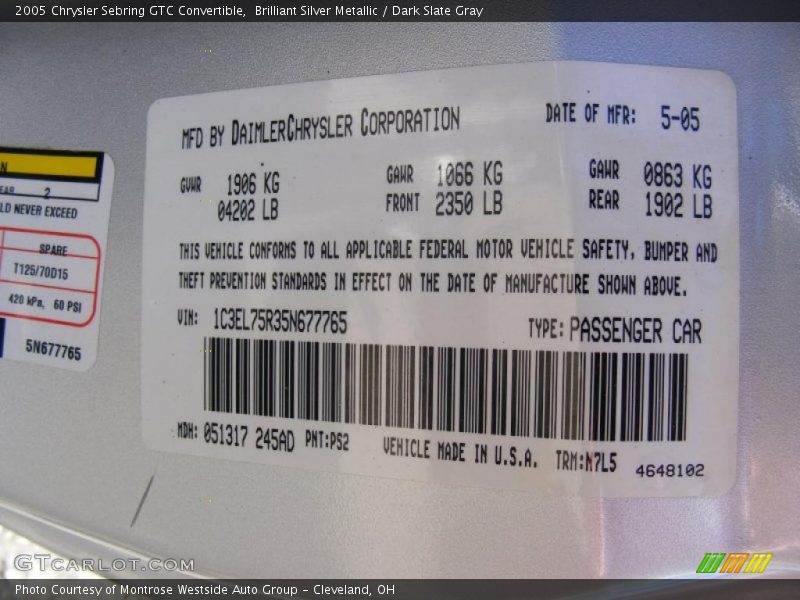 2005 Chrysler Sebring GTC Convertible,  Brilliant Silver Metallic / Dark Slate Gray
MFD BY DAIMLERCHRYSLER CORPORATION
DATE OF MFR: 5-05
GVWR 1906 KG
04202 LB
GAWR 1066 KG
FRONT 2350 LB
GAWR 0863 KG
REAR 1902 LB
THIS VEHICLE CONFORMS TO ALL APPLICABLE FEDERAL MOTOR VEHICLE SAFETY, BUMPER AND
THEFT PREVENTION STANDARDS IN EFFECT ON THE DATE OF MANUFACTURE SHOWN ABOVE.
VIN: 1C3EL75R35N677765
TYPE: PASSENGER CAR
MDH: 051317 245AD PNT:PS2
VEHICLE MADE IN U.S.A. TRM:N7L5
4648102
N
EAR 2
LD NEVER EXCEED
SPARE
T125/70D15
420 kPa, 60 PSI
5N677765
GTCARLOT.COM
Photo Courtesy of Montrose Westside Auto Group - Cleveland, OH